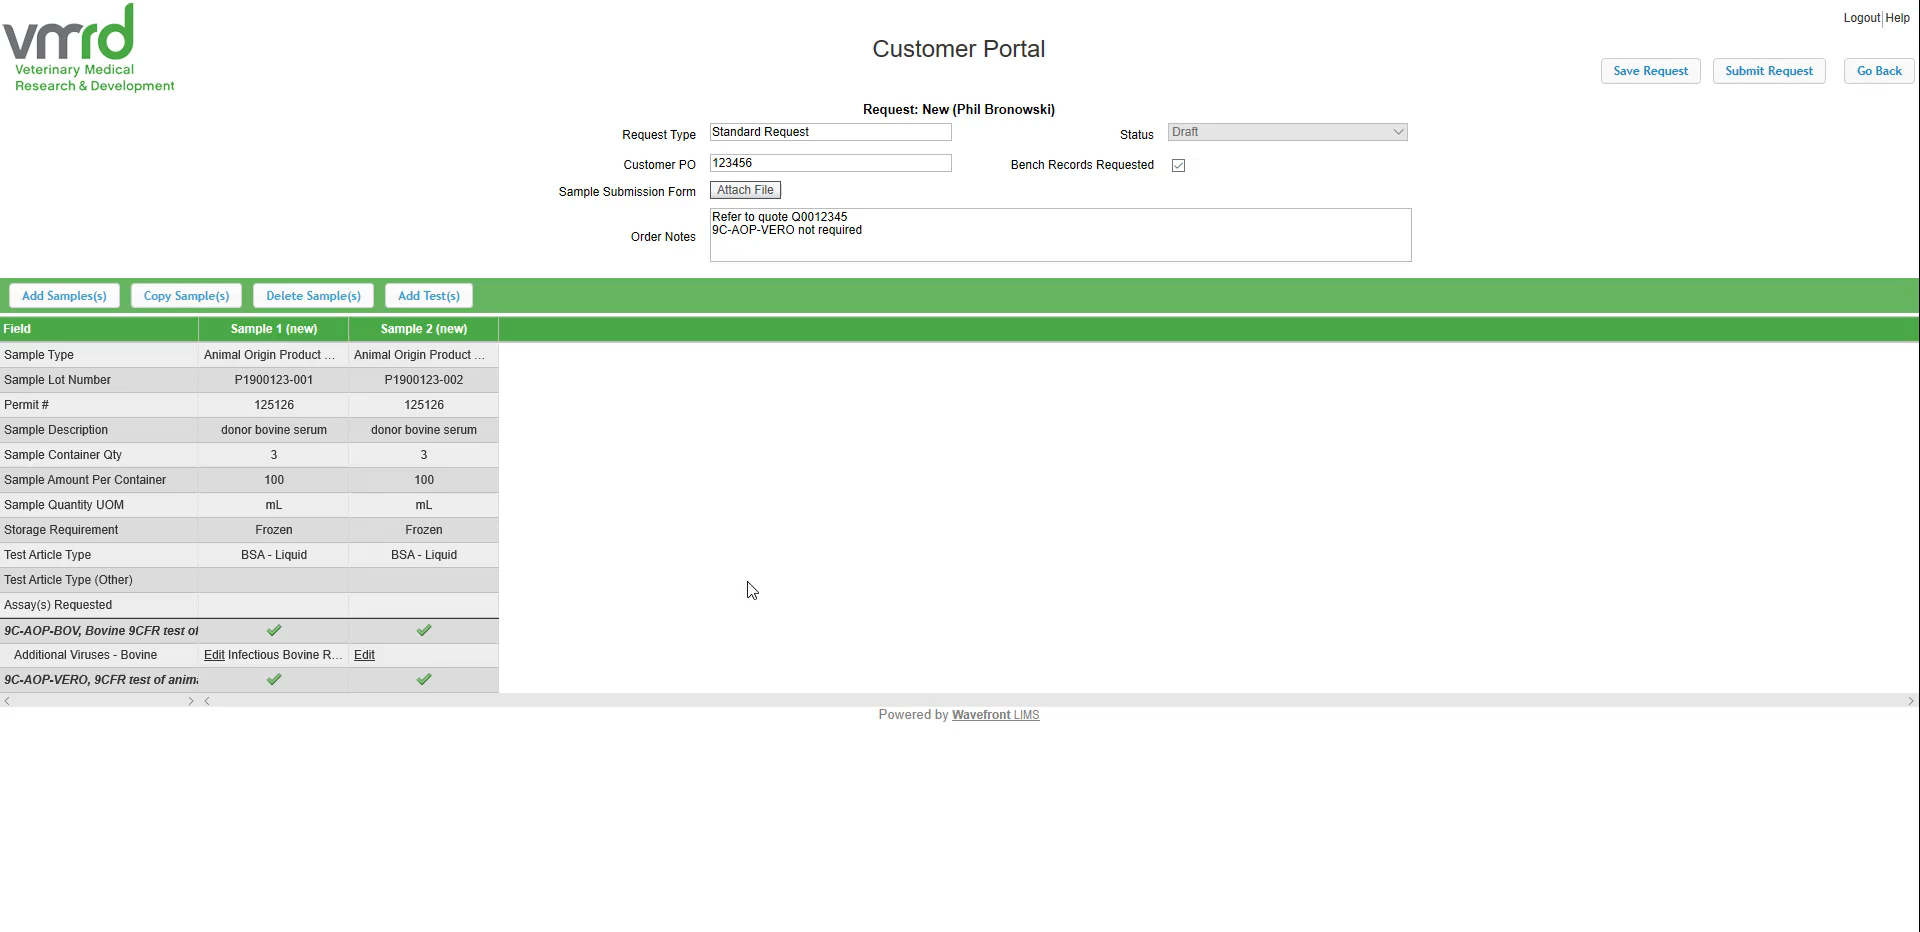 vmrd
Veterinary Medical
Research & Development
Logout Help
Customer Portal
Save Request Submit Request Go Back
Request: New (Phil Bronowski)
Request Type Standard Request Status Draft
Customer PO 123456 Bench Records Requested
Sample Submission Form Attach File
Order Notes
Refer to quote Q0012345
9C-AOP-VERO not required
Add Samples(s) Copy Sample(s) Delete Sample(s) Add Test(s)
Field Sample 1 (new) Sample 2 (new)
Sample Type Animal Origin Product ... Animal Origin Product ...
Sample Lot Number P1900123-001 P1900123-002
Permit # 125126 125126
Sample Description donor bovine serum donor bovine serum
Sample Container Qty 3 3
Sample Amount Per Container 100 100
Sample Quantity UOM mL mL
Storage Requirement Frozen Frozen
Test Article Type BSA - Liquid BSA - Liquid
Test Article Type (Other)
Assay(s) Requested
9C-AOP-BOV, Bovine 9CFR test of
Additional Viruses - Bovine Edit Infectious Bovine R... Edit
9C-AOP-VERO, 9CFR test of anima
Powered by Wavefront LIMS